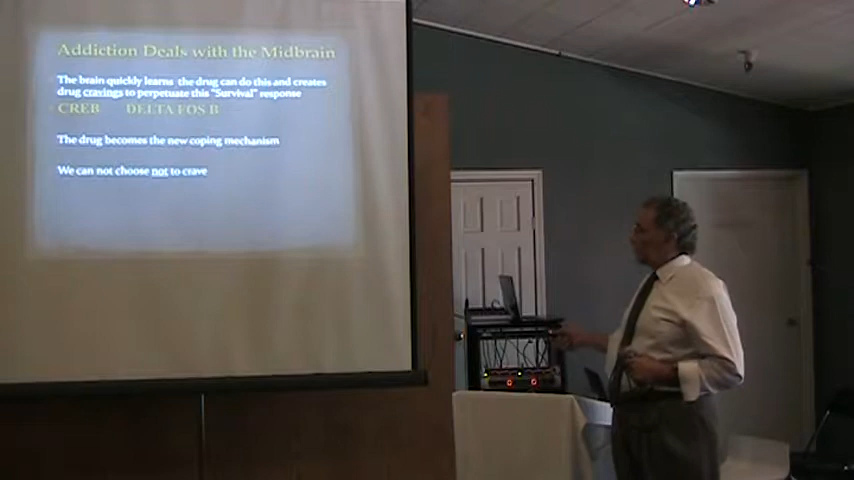 Addiction Deals with the Midbrain
The brain quickly learns the drug can do this and creates
drug cravings to perpetuate this "Survival" response
CREB DELTA FOS B
The drug becomes the new coping mechanism
We can not choose not to crave